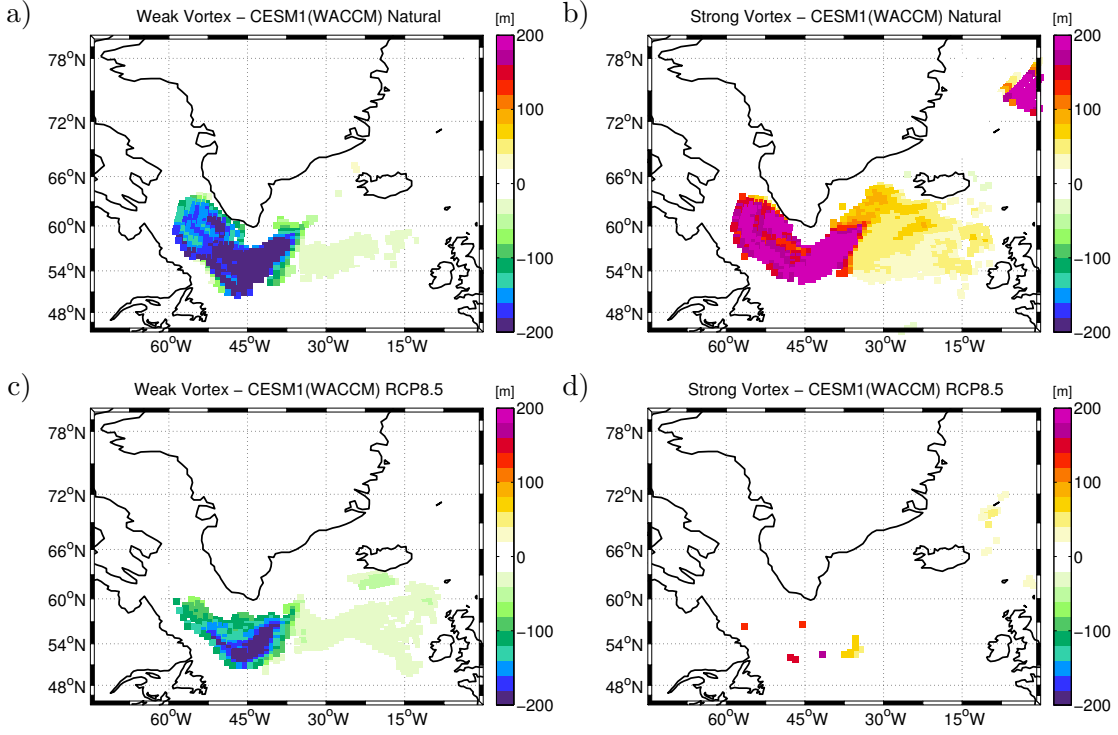 a)
Weak Vortex − CESM1(WACCM) Natural
[m]
78°N
72°N
66°N
60°N
54°N
48°N
60°W
45°W
30°W
15°W
200
100
0
−100
−200
b)
Strong Vortex − CESM1(WACCM) Natural
[m]
78°N
72°N
66°N
60°N
54°N
48°N
60°W
45°W
30°W
15°W
200
100
0
−100
−200
c)
Weak Vortex − CESM1(WACCM) RCP8.5
[m]
78°N
72°N
66°N
60°N
54°N
48°N
60°W
45°W
30°W
15°W
200
100
0
−100
−200
d)
Strong Vortex − CESM1(WACCM) RCP8.5
[m]
78°N
72°N
66°N
60°N
54°N
48°N
60°W
45°W
30°W
15°W
200
100
0
−100
−200